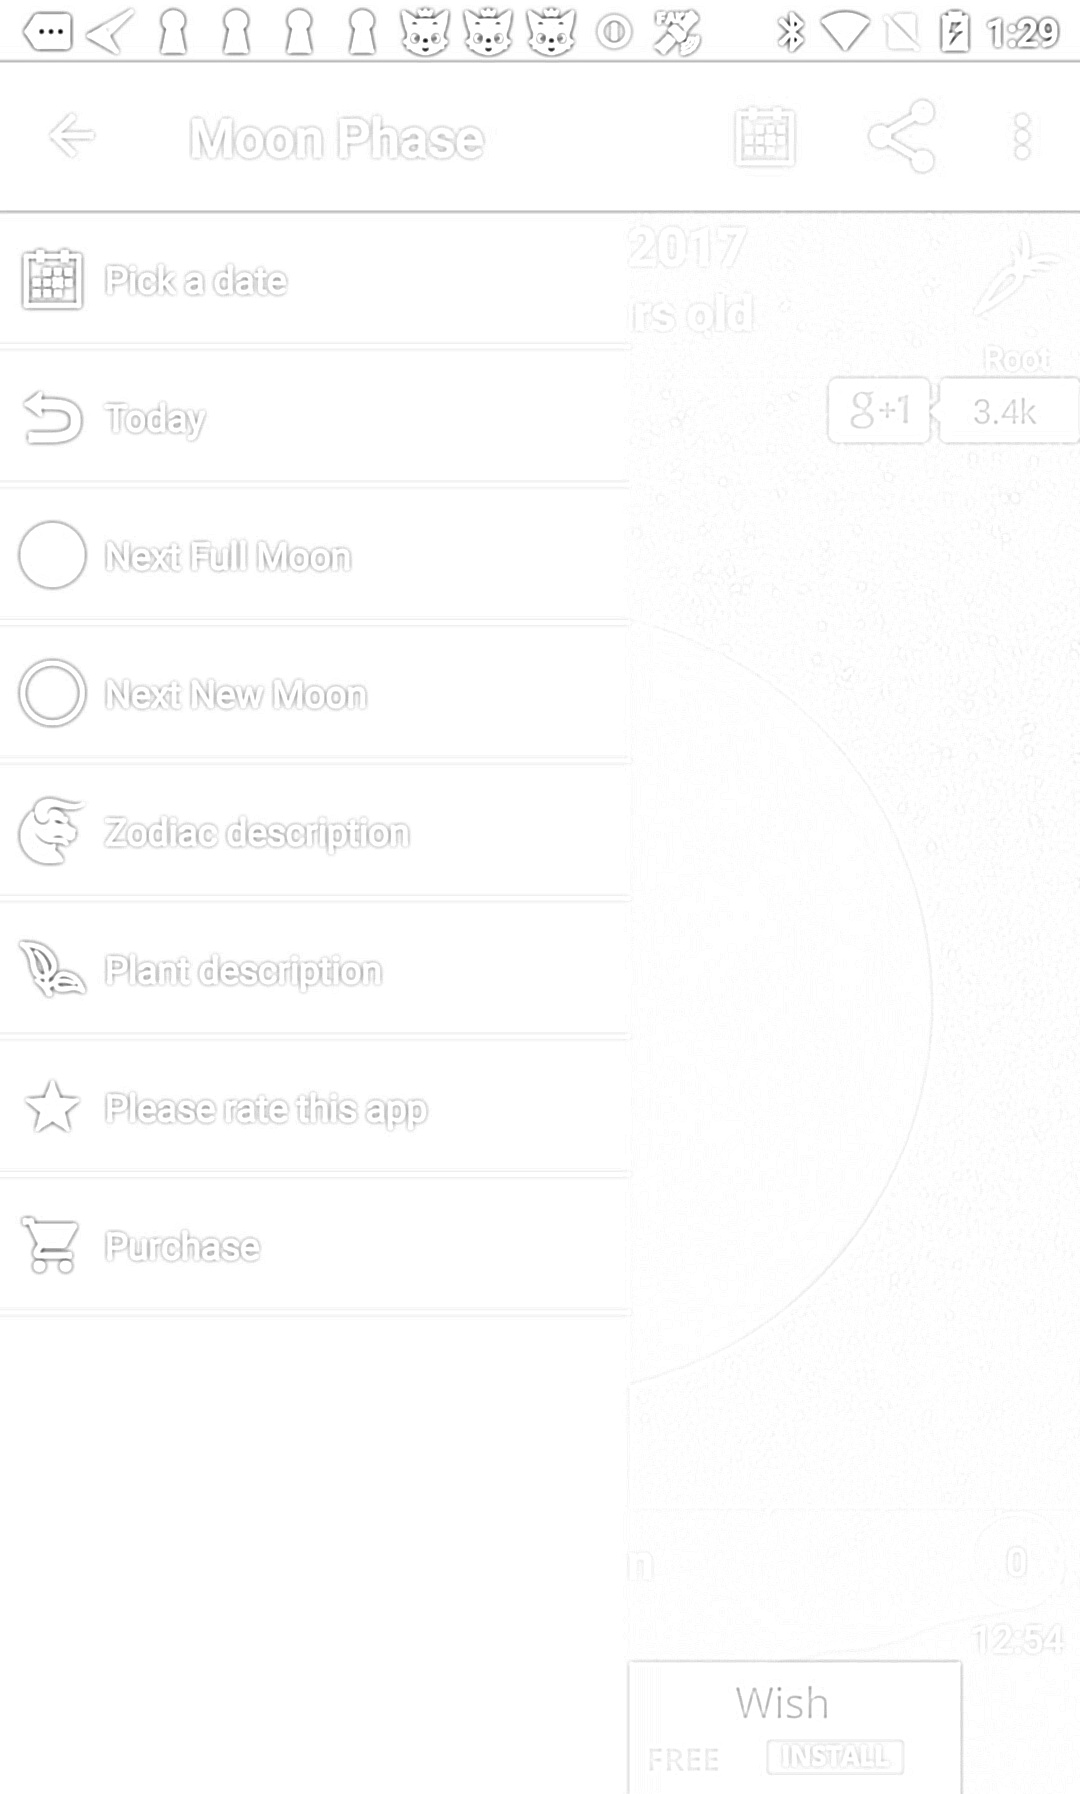 1:29
Moon Phase
2017
Pick a date
rs old
Root
g+1 3.4k
Today
Next Full Moon
Next New Moon
Zodiac description
Plant description
Please rate this app
Purchase
n 0
12:54
Wish
FREE INSTALL